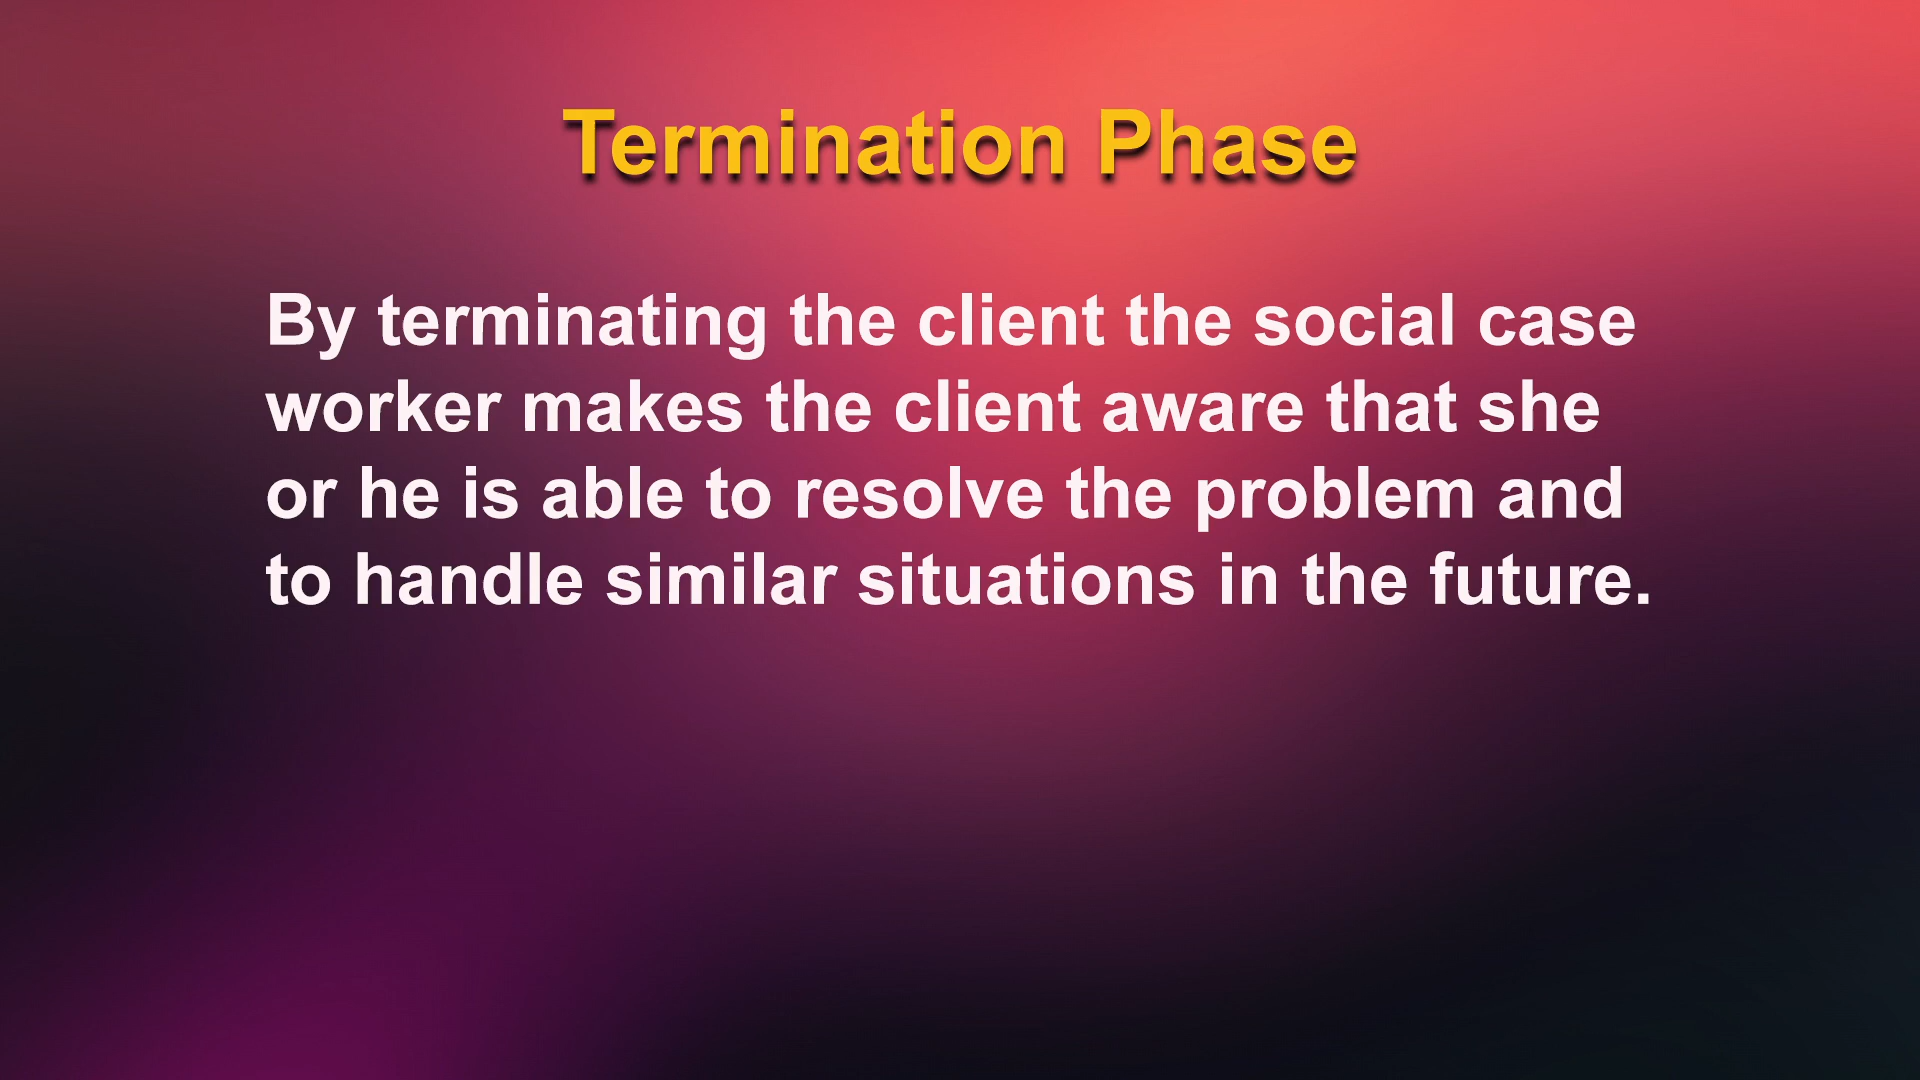 Termination Phase
By terminating the client the social case
worker makes the client aware that she
or he is able to resolve the problem and
to handle similar situations in the future.